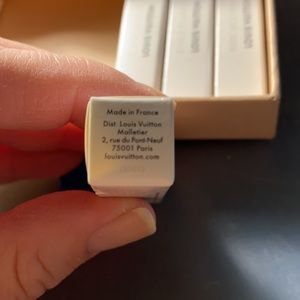 Made in France
Dist. Louis Vuitton
Malletier
2, rue du Pont-Neuf
75001 Paris
louisvuitton.com